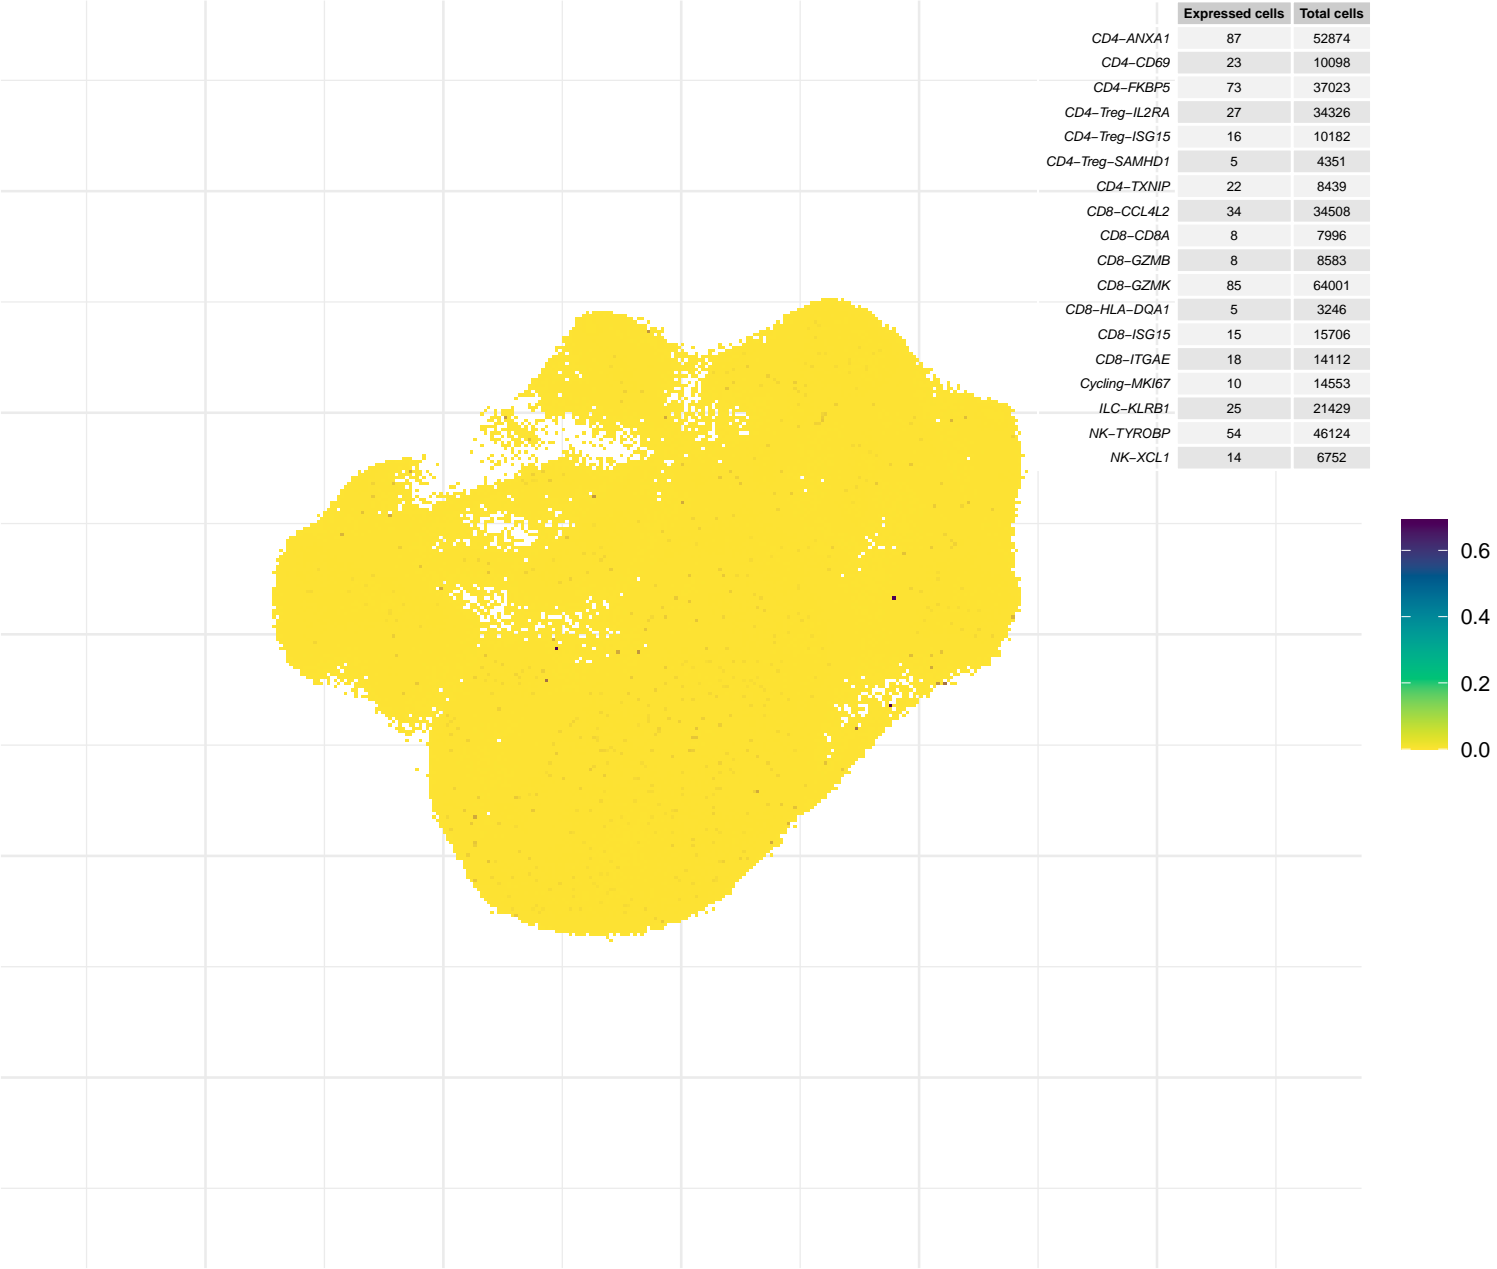 Expressed cells Total cells
CD4−ANXA1 87 52874
CD4−CD69 23 10098
CD4−FKBP5 73 37023
CD4−Treg−IL2RA 27 34326
CD4−Treg−ISG15 16 10182
CD4−Treg−SAMHD1 5 4351
CD4−TXNIP 22 8439
CD8−CCL4L2 34 34508
CD8−CD8A 8 7996
CD8−GZMB 8 8583
CD8−GZMK 85 64001
CD8−HLA−DQA1 5 3246
CD8−ISG15 15 15706
CD8−ITGAE 18 14112
Cycling−MKI67 10 14553
ILC−KLRB1 25 21429
NK−TYROBP 54 46124
NK−XCL1 14 6752
0.6
0.4
0.2
0.0